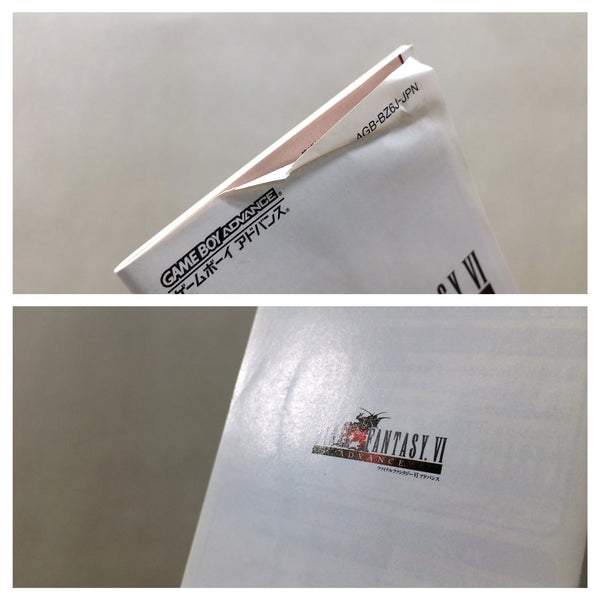 AGB-BZ6J-JPN
GAME BOY ADVANCE®
ゲームボーイ アドバンス®
FANTASY. VI
FANTASY. VI
ADVANCE
ファイナルファンタジーVI アドバンス